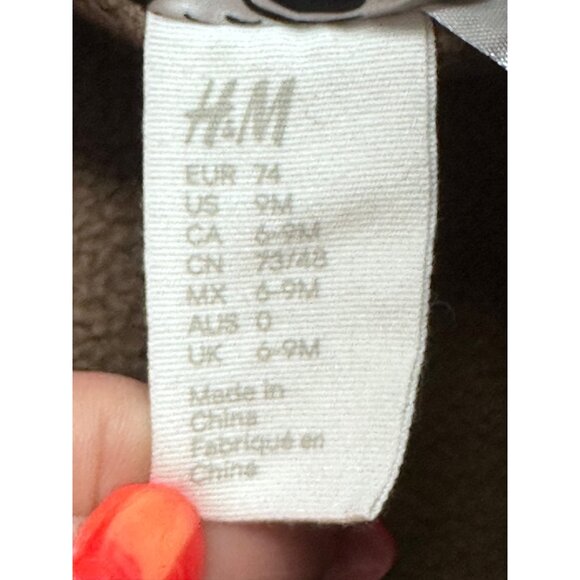 H&M
EUR 74
US 9M
CA 6-9M
CN 73/48
MX 6-9M
AUS 0
UK 6-9M
Made in
China
Fabriqué en
Chine